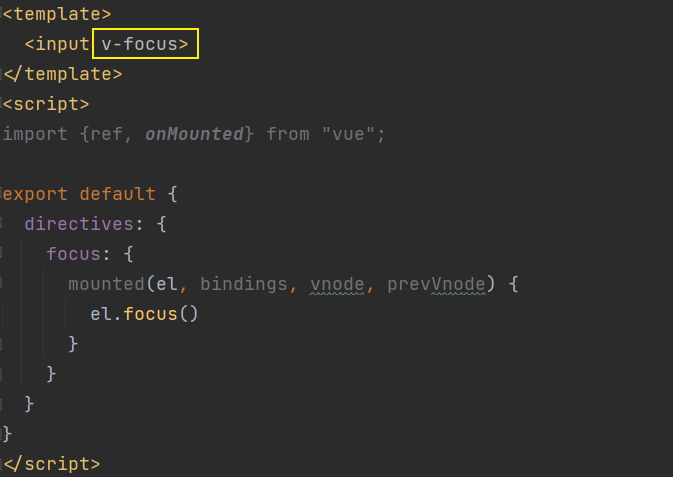 <template>
  <input v-focus>
</template>
<script>
import {ref, onMounted} from "vue";

export default {
  directives: {
    focus: {
      mounted(el, bindings, vnode, prevVnode) {
        el.focus()
      }
    }
  }
}
</script>